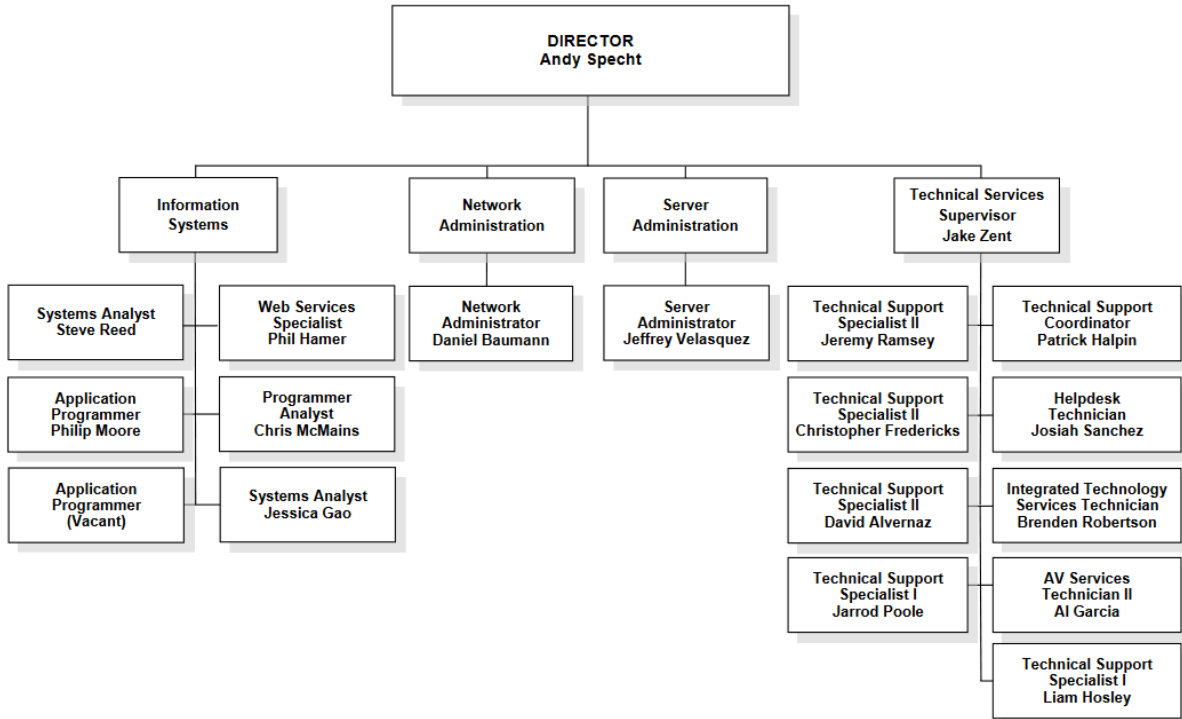 DIRECTOR
Andy Specht
Information
Systems
Network
Administration
Server
Administration
Technical Services
Supervisor
Jake Zent
Systems Analyst
Steve Reed
Web Services
Specialist
Phil Hamer
Network
Administrator
Daniel Baumann
Server
Administrator
Jeffrey Velasquez
Technical Support
Specialist II
Jeremy Ramsey
Technical Support
Coordinator
Patrick Halpin
Application
Programmer
Philip Moore
Programmer
Analyst
Chris McMains
Technical Support
Specialist II
Christopher Fredericks
Helpdesk
Technician
Josiah Sanchez
Application
Programmer
(Vacant)
Systems Analyst
Jessica Gao
Technical Support
Specialist II
David Alvernaz
Integrated Technology
Services Technician
Brenden Robertson
Technical Support
Specialist I
Jarrod Poole
AV Services
Technician II
Al Garcia
Technical Support
Specialist I
Liam Hosley